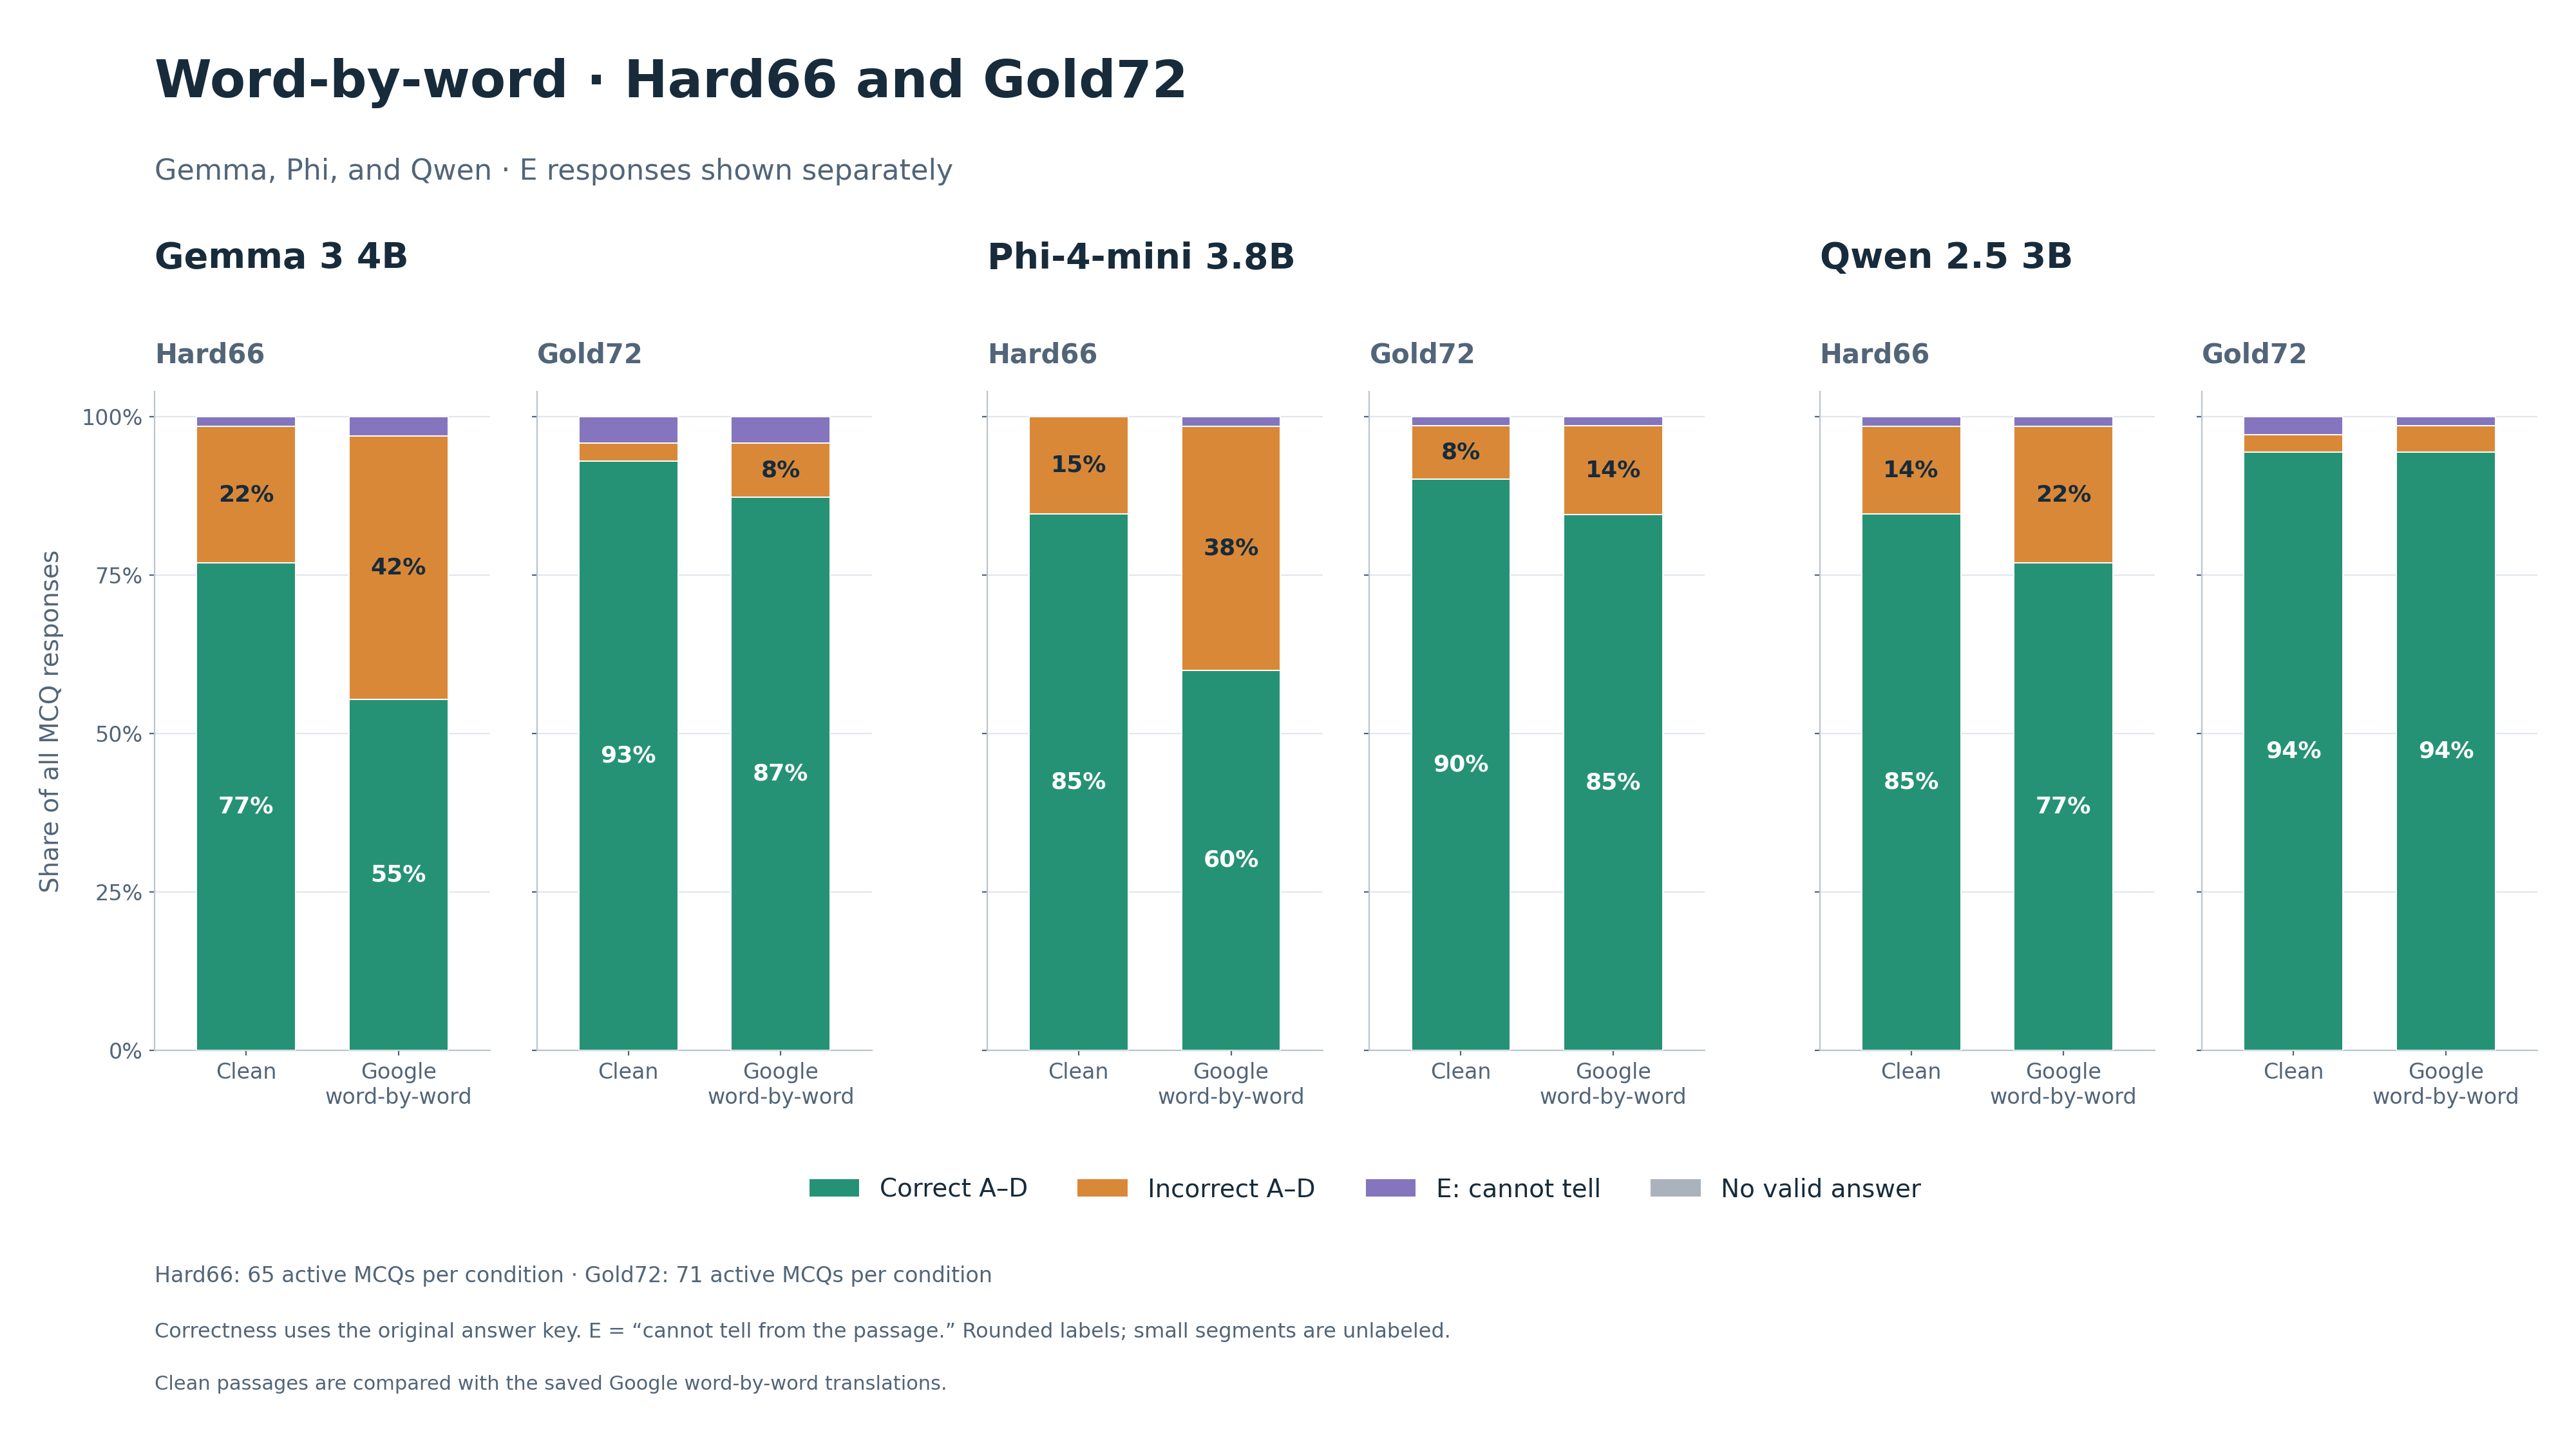 Word-by-word · Hard66 and Gold72
Gemma, Phi, and Qwen · E responses shown separately
Gemma 3 4B
Phi-4-mini 3.8B
Qwen 2.5 3B
Hard66
Gold72
Hard66
Gold72
Hard66
Gold72
Share of all MCQ responses
100%
75%
50%
25%
0%
22%
77%
42%
55%
93%
8%
87%
15%
85%
38%
60%
8%
90%
14%
85%
14%
85%
22%
77%
94%
94%
Clean
Google
word-by-word
Clean
Google
word-by-word
Clean
Google
word-by-word
Clean
Google
word-by-word
Clean
Google
word-by-word
Clean
Google
word-by-word
Correct A–D
Incorrect A–D
E: cannot tell
No valid answer
Hard66: 65 active MCQs per condition · Gold72: 71 active MCQs per condition
Correctness uses the original answer key. E = “cannot tell from the passage.” Rounded labels; small segments are unlabeled.
Clean passages are compared with the saved Google word-by-word translations.